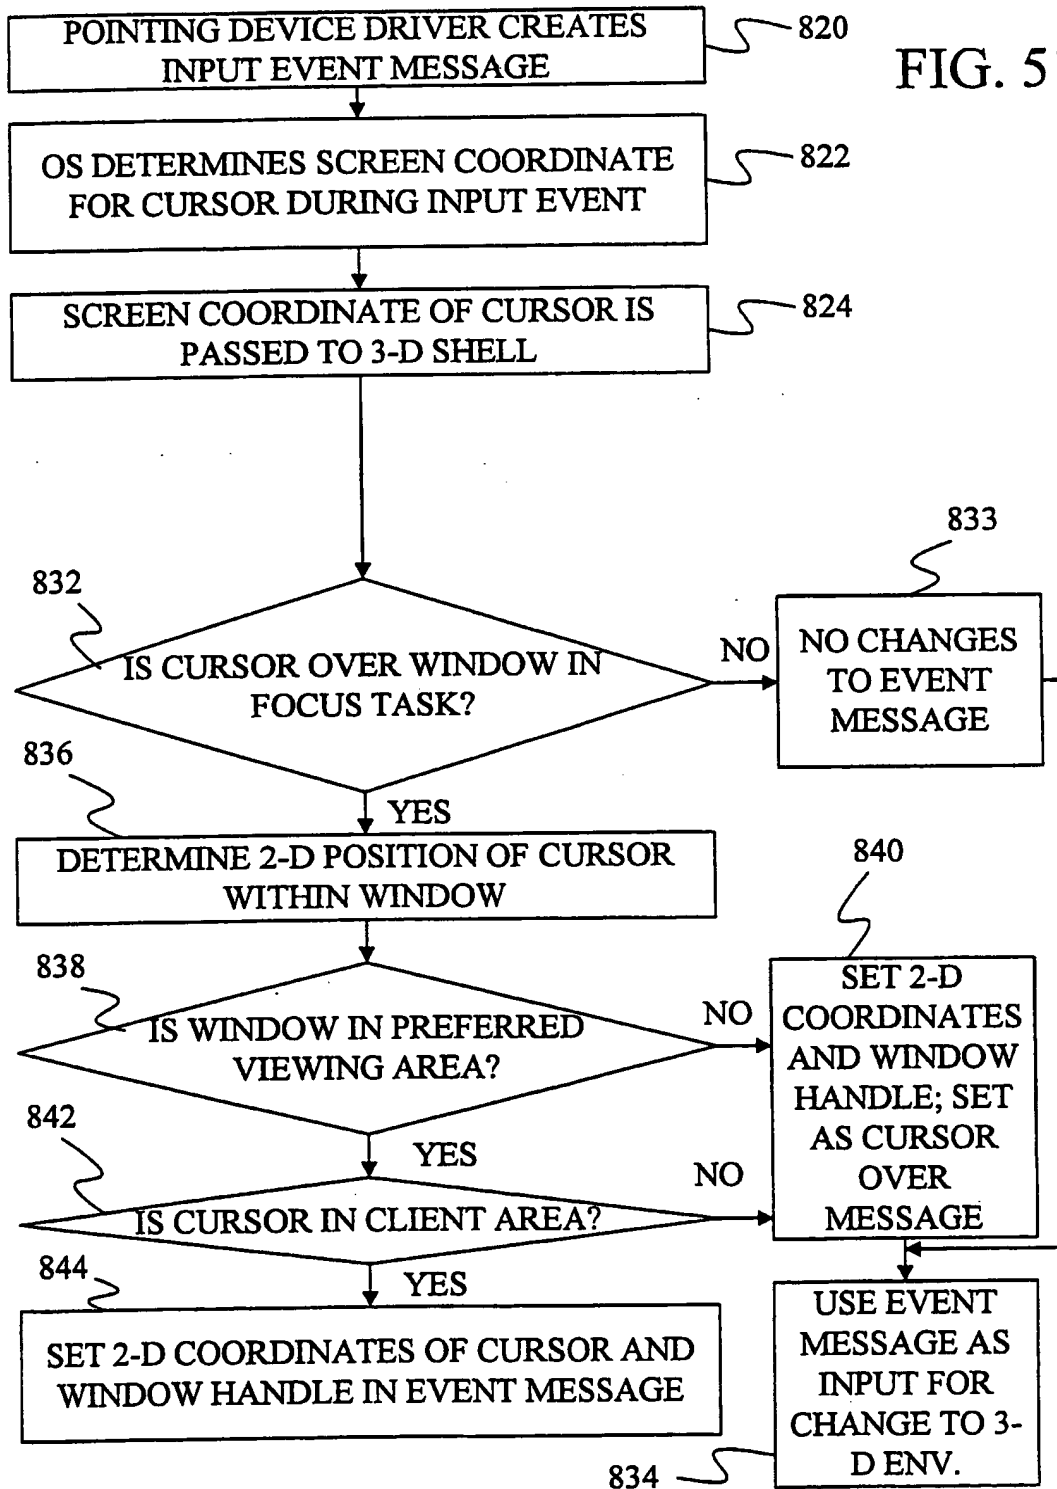 POINTING DEVICE DRIVER CREATES
INPUT EVENT MESSAGE
820
FIG. 5
OS DETERMINES SCREEN COORDINATE
FOR CURSOR DURING INPUT EVENT
822
SCREEN COORDINATE OF CURSOR IS
PASSED TO 3-D SHELL
824
832
IS CURSOR OVER WINDOW IN
FOCUS TASK?
NO
833
NO CHANGES
TO EVENT
MESSAGE
YES
836
DETERMINE 2-D POSITION OF CURSOR
WITHIN WINDOW
838
IS WINDOW IN PREFERRED
VIEWING AREA?
NO
840
SET 2-D
COORDINATES
AND WINDOW
HANDLE; SET
AS CURSOR
OVER
MESSAGE
YES
842
IS CURSOR IN CLIENT AREA?
NO
YES
844
SET 2-D COORDINATES OF CURSOR AND
WINDOW HANDLE IN EVENT MESSAGE
USE EVENT
MESSAGE AS
INPUT FOR
CHANGE TO 3-
D ENV.
834